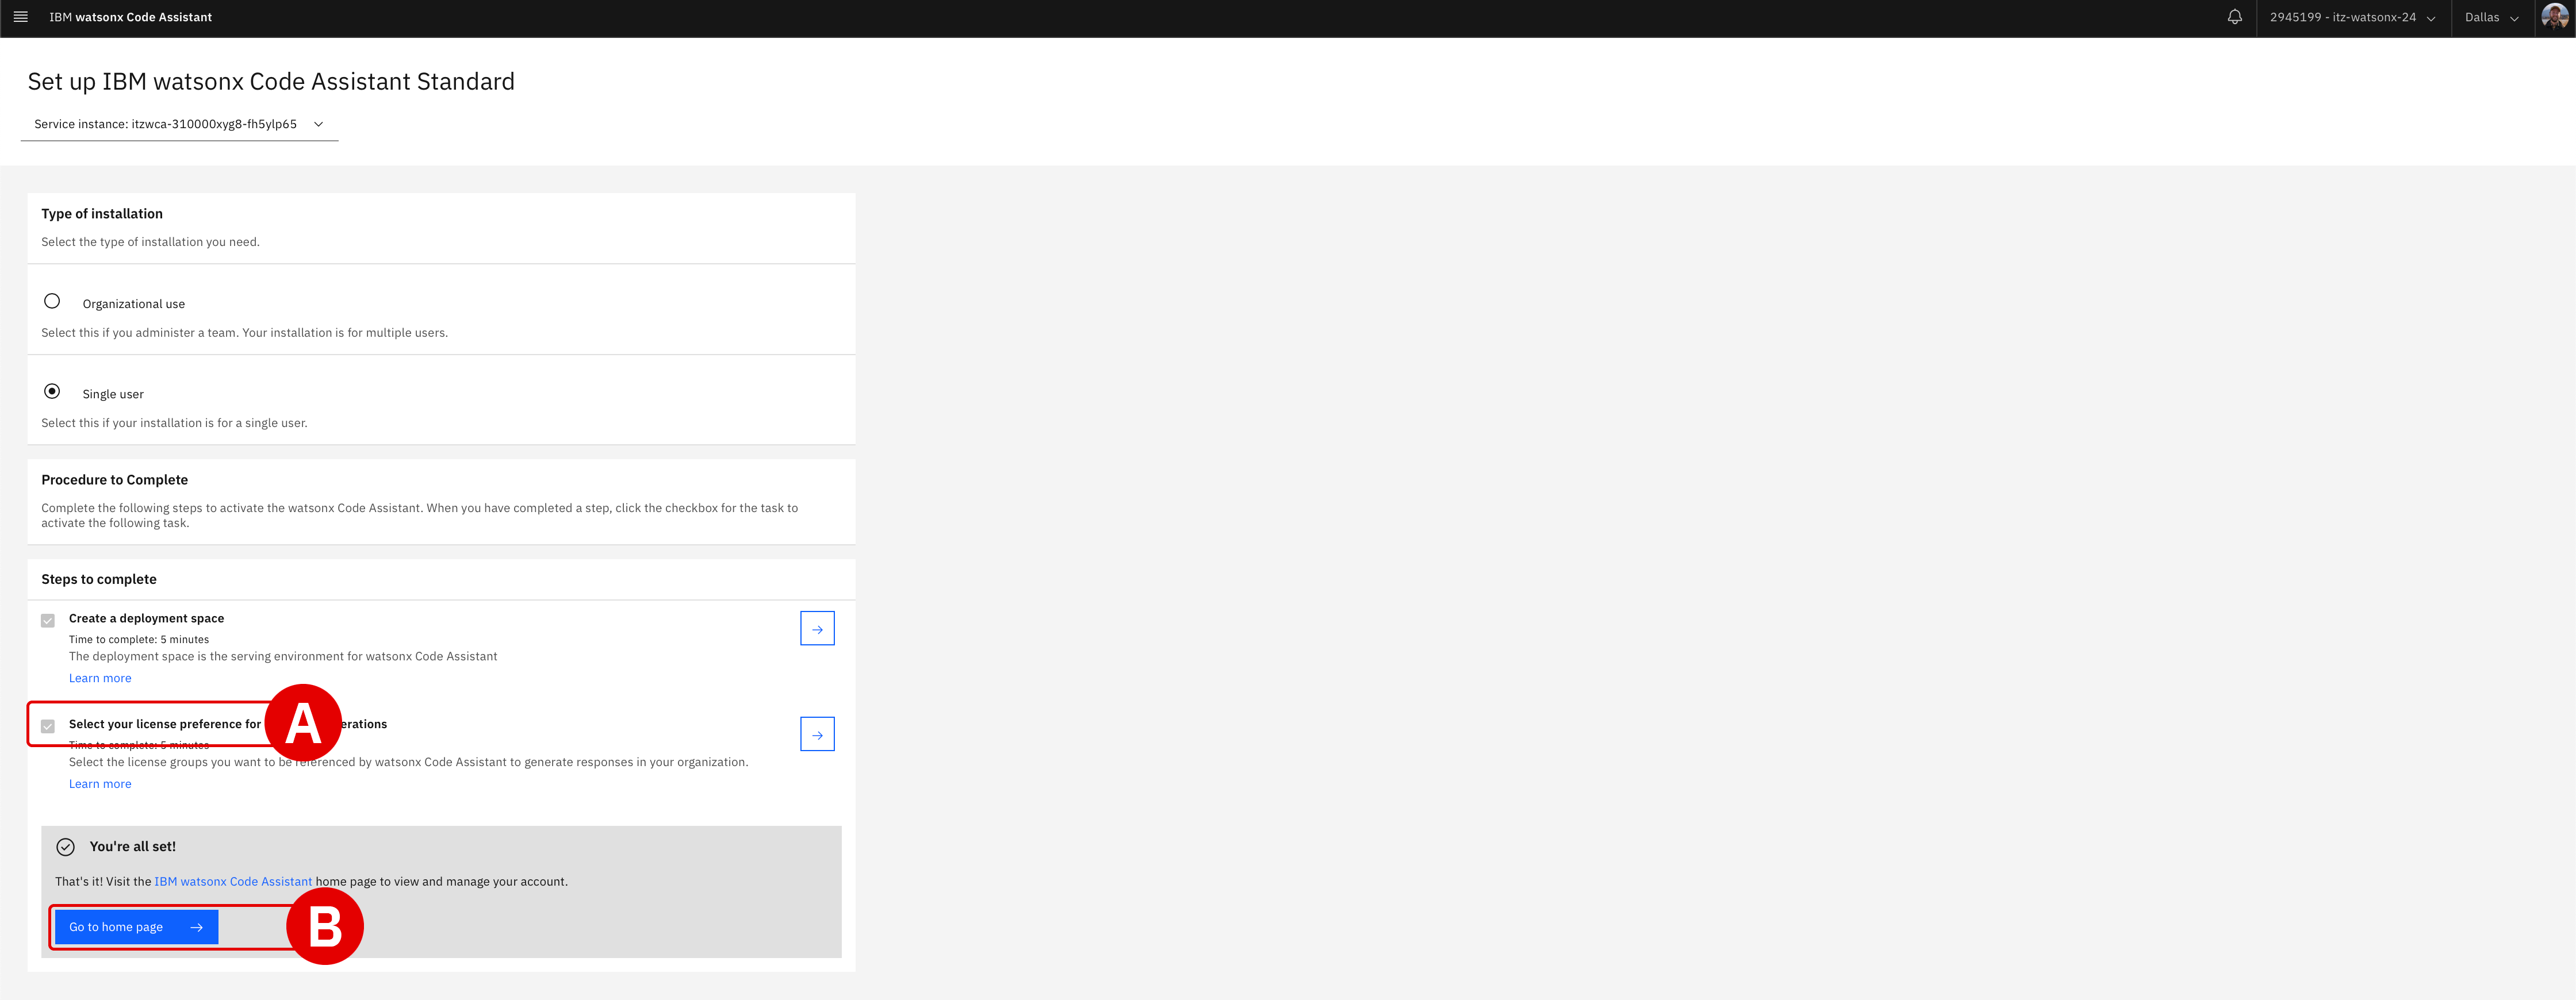 IBM watsonx Code Assistant
2945199 - itz-watsonx-24
Dallas
Set up IBM watsonx Code Assistant Standard
Service instance: itzwca-310000xyg8-fh5ylp65
Type of installation
Select the type of installation you need.
Organizational use
Select this if you administer a team. Your installation is for multiple users.
Single user
Select this if your installation is for a single user.
Procedure to Complete
Complete the following steps to activate the watsonx Code Assistant. When you have completed a step, click the checkbox for the task to
activate the following task.
Steps to complete
Create a deployment space
Time to complete: 5 minutes
The deployment space is the serving environment for watsonx Code Assistant
Learn more
Select your license preference for A erations
Time to complete: 5 minutes
Select the license groups you want to be referenced by watsonx Code Assistant to generate responses in your organization.
Learn more
You're all set!
That's it! Visit the IBM watsonx Code Assistant home page to view and manage your account.
Go to home page B